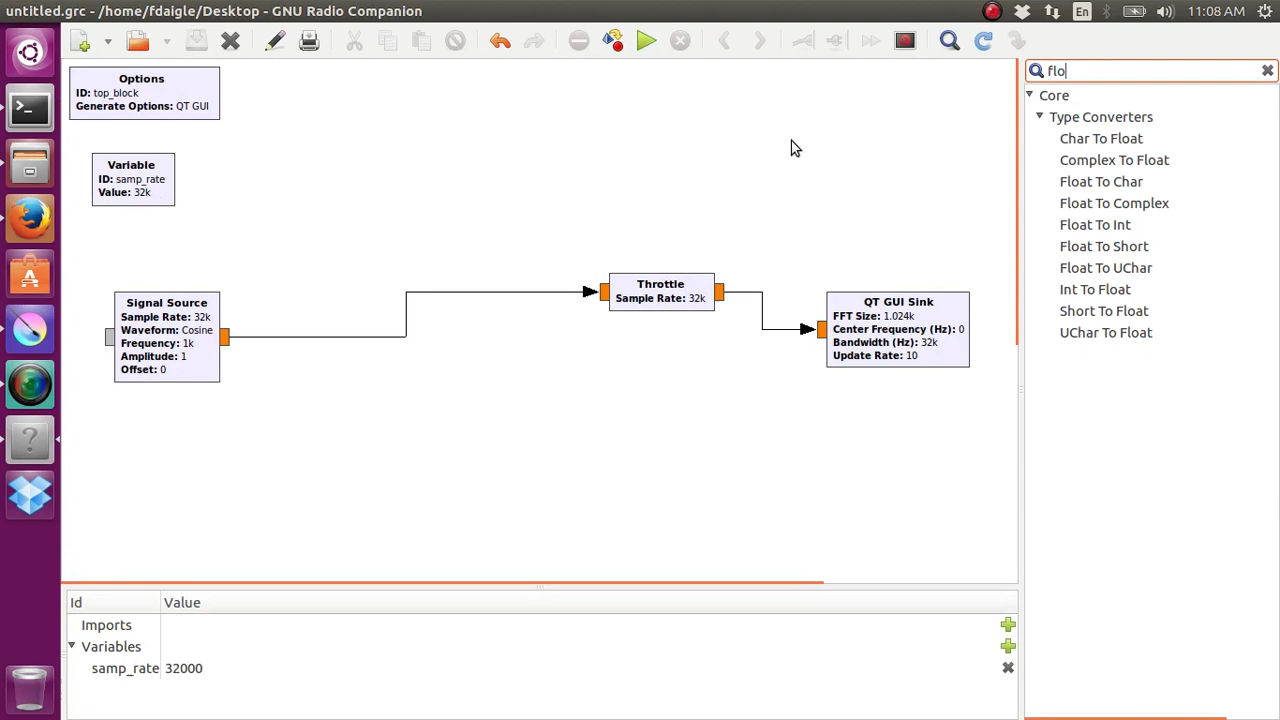 untitled.grc - /home/fdaigle/Desktop - GNU Radio Companion
En
11:08 AM
flo
Options
ID: top_block
Generate Options: QT GUI
Variable
ID: samp_rate
Value: 32k
Signal Source
Sample Rate: 32k
Waveform: Cosine
Frequency: 1k
Amplitude: 1
Offset: 0
Throttle
Sample Rate: 32k
QT GUI Sink
FFT Size: 1.024k
Center Frequency (Hz): 0
Bandwidth (Hz): 32k
Update Rate: 10
Core
Type Converters
Char To Float
Complex To Float
Float To Char
Float To Complex
Float To Int
Float To Short
Float To UChar
Int To Float
Short To Float
UChar To Float
Id Value
Imports
Variables
samp_rate 32000